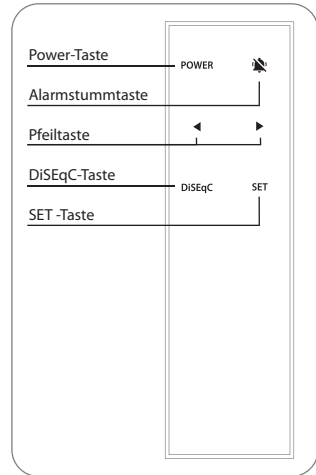 Power-Taste
POWER
Alarmstummtaste
Pfeiltaste
DiSEqC-Taste
DiSEqC
SET
SET -Taste